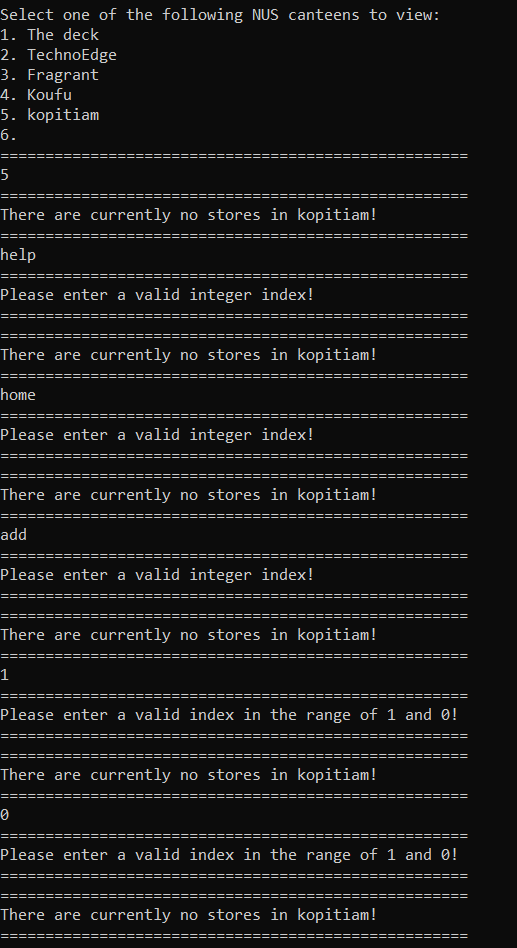 Select one of the following NUS canteens to view:
1. The deck
2. TechnoEdge
3. Fragrant
4. Koufu
5. kopitiam
6.
====================================================
5
====================================================
There are currently no stores in kopitiam!
====================================================
help
====================================================
Please enter a valid integer index!
====================================================
====================================================
There are currently no stores in kopitiam!
====================================================
home
====================================================
Please enter a valid integer index!
====================================================
====================================================
There are currently no stores in kopitiam!
====================================================
add
====================================================
Please enter a valid integer index!
====================================================
====================================================
There are currently no stores in kopitiam!
====================================================
1
====================================================
Please enter a valid index in the range of 1 and 0!
====================================================
====================================================
There are currently no stores in kopitiam!
====================================================
0
====================================================
Please enter a valid index in the range of 1 and 0!
====================================================
====================================================
There are currently no stores in kopitiam!
====================================================